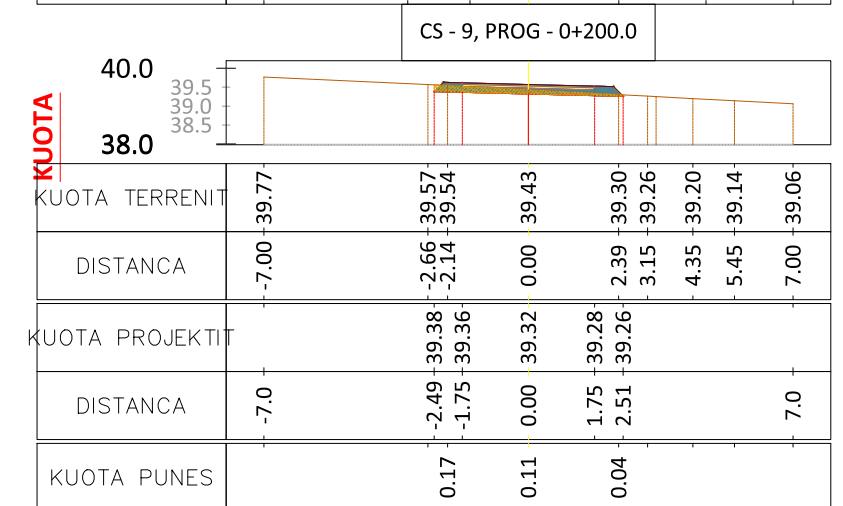 CS - 9, PROG - 0+200.0
KUOTA
40.0
39.5
39.0
38.5
38.0
KUOTA TERRENIT 39.77 39.57 39.54 39.43 39.30 39.26 39.20 39.14 39.06
DISTANCA -7.00 -2.66 -2.14 0.00 2.39 3.15 4.35 5.45 7.00
KUOTA PROJEKTIT 39.38 39.36 39.32 39.28 39.26
DISTANCA -7.0 -2.49 -1.75 0.00 1.75 2.51 7.0
KUOTA PUNES 0.17 0.11 0.04